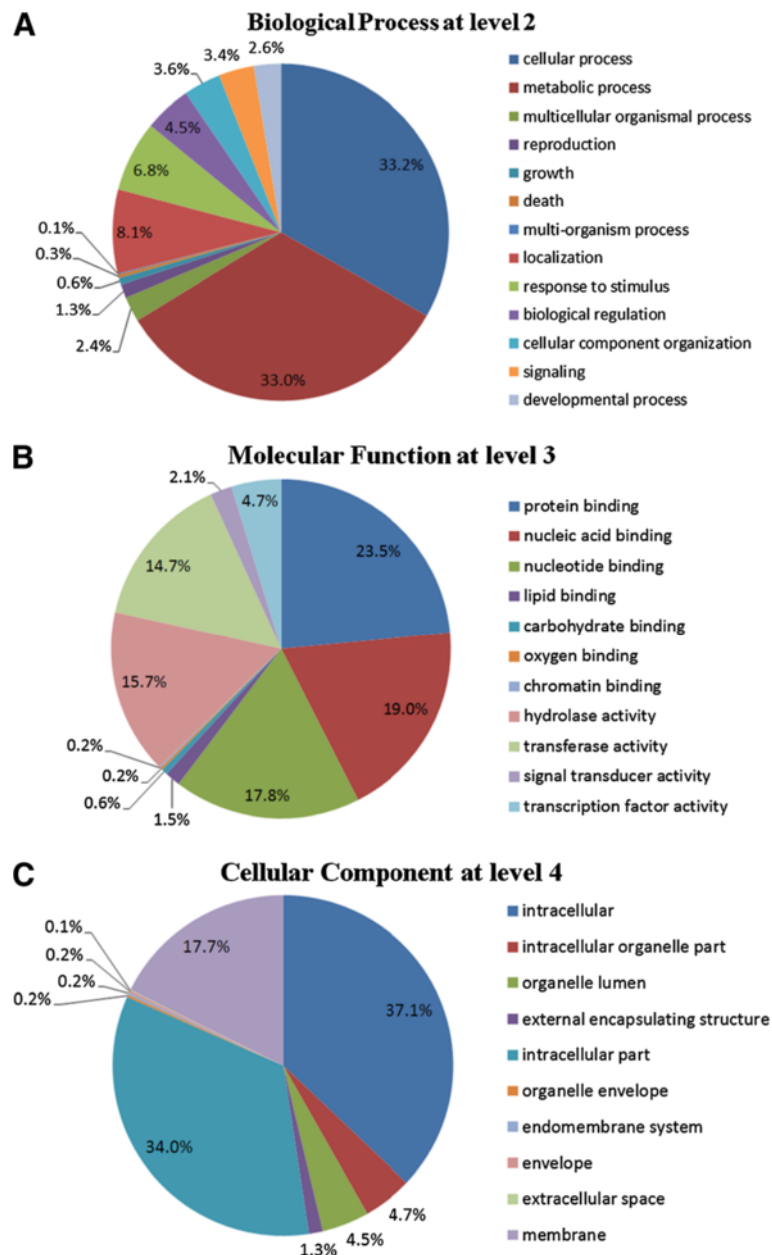 A
Biological Process at level 2
2.6%
3.4%
3.6%
4.5%
6.8%
8.1%
0.1%
0.3%
0.6%
1.3%
2.4%
33.0%
33.2%
cellular process
metabolic process
multicellular organismal process
reproduction
growth
death
multi-organism process
localization
response to stimulus
biological regulation
cellular component organization
signaling
developmental process
B
Molecular Function at level 3
2.1%
4.7%
23.5%
14.7%
15.7%
19.0%
0.2%
0.2%
0.6%
1.5%
17.8%
protein binding
nucleic acid binding
nucleotide binding
lipid binding
carbohydrate binding
oxygen binding
chromatin binding
hydrolase activity
transferase activity
signal transducer activity
transcription factor activity
C
Cellular Component at level 4
0.1%
0.2%
0.2%
0.2%
17.7%
37.1%
34.0%
4.7%
4.5%
1.3%
intracellular
intracellular organelle part
organelle lumen
external encapsulating structure
intracellular part
organelle envelope
endomembrane system
envelope
extracellular space
membrane